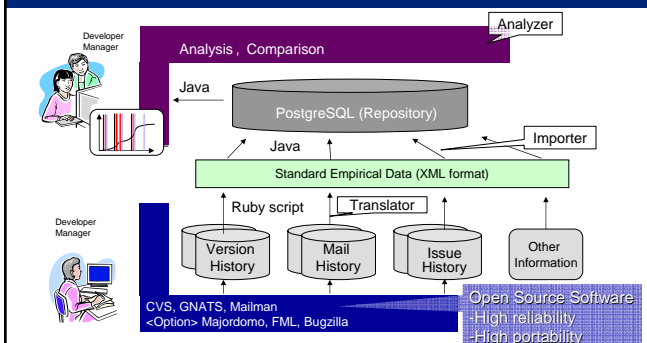 Analyzer
Developer
Manager
Analysis , Comparison
Java
PostgreSQL (Repository)
Importer
Java
Standard Empirical Data (XML format)
Ruby script
Translator
Developer
Manager
Version
History
Mail
History
Issue
History
Other
Information
CVS, GNATS, Mailman
<Option> Majordomo, FML, Bugzilla
Open Source Software
-High reliability
-High portability